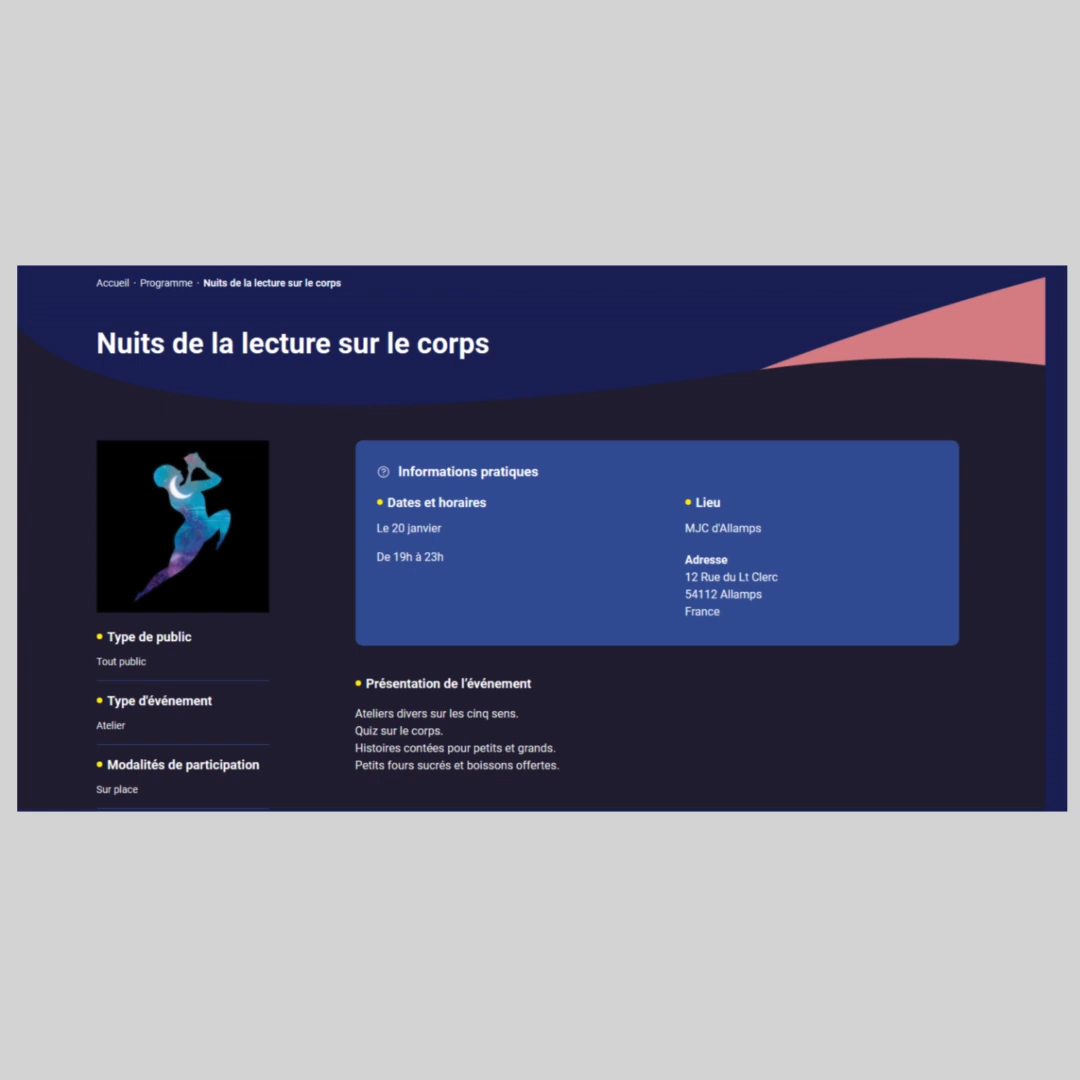 Accueil · Programme · Nuits de la lecture sur le corps
Nuits de la lecture sur le corps
Informations pratiques
Dates et horaires
Le 20 janvier
De 19h à 23h
Lieu
MJC d'Allamps
Adresse
12 Rue du Lt Clerc
54112 Allamps
France
Type de public
Tout public
Type d'événement
Atelier
Modalités de participation
Sur place
Présentation de l'événement
Ateliers divers sur les cinq sens.
Quiz sur le corps.
Histoires contées pour petits et grands.
Petits fours sucrés et boissons offertes.